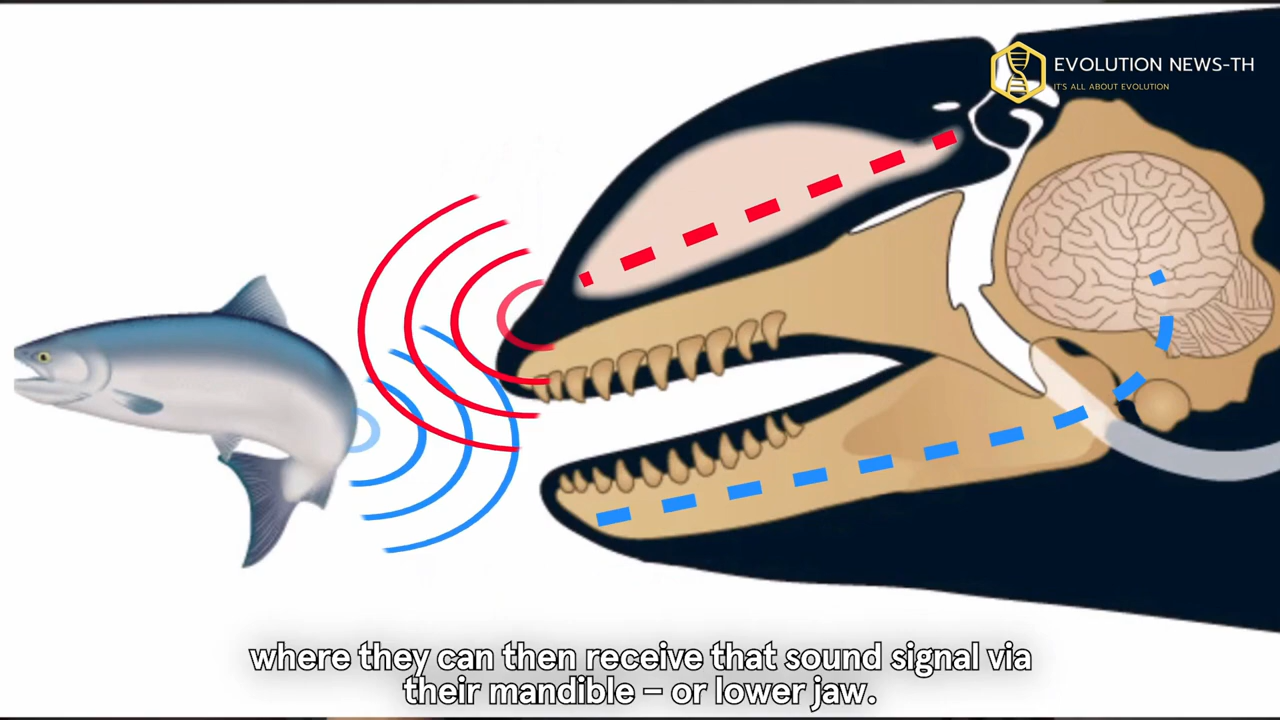 EVOLUTION NEWS-TH
IT'S ALL ABOUT EVOLUTION
where they can then receive that sound signal via
their mandible – or lower jaw.